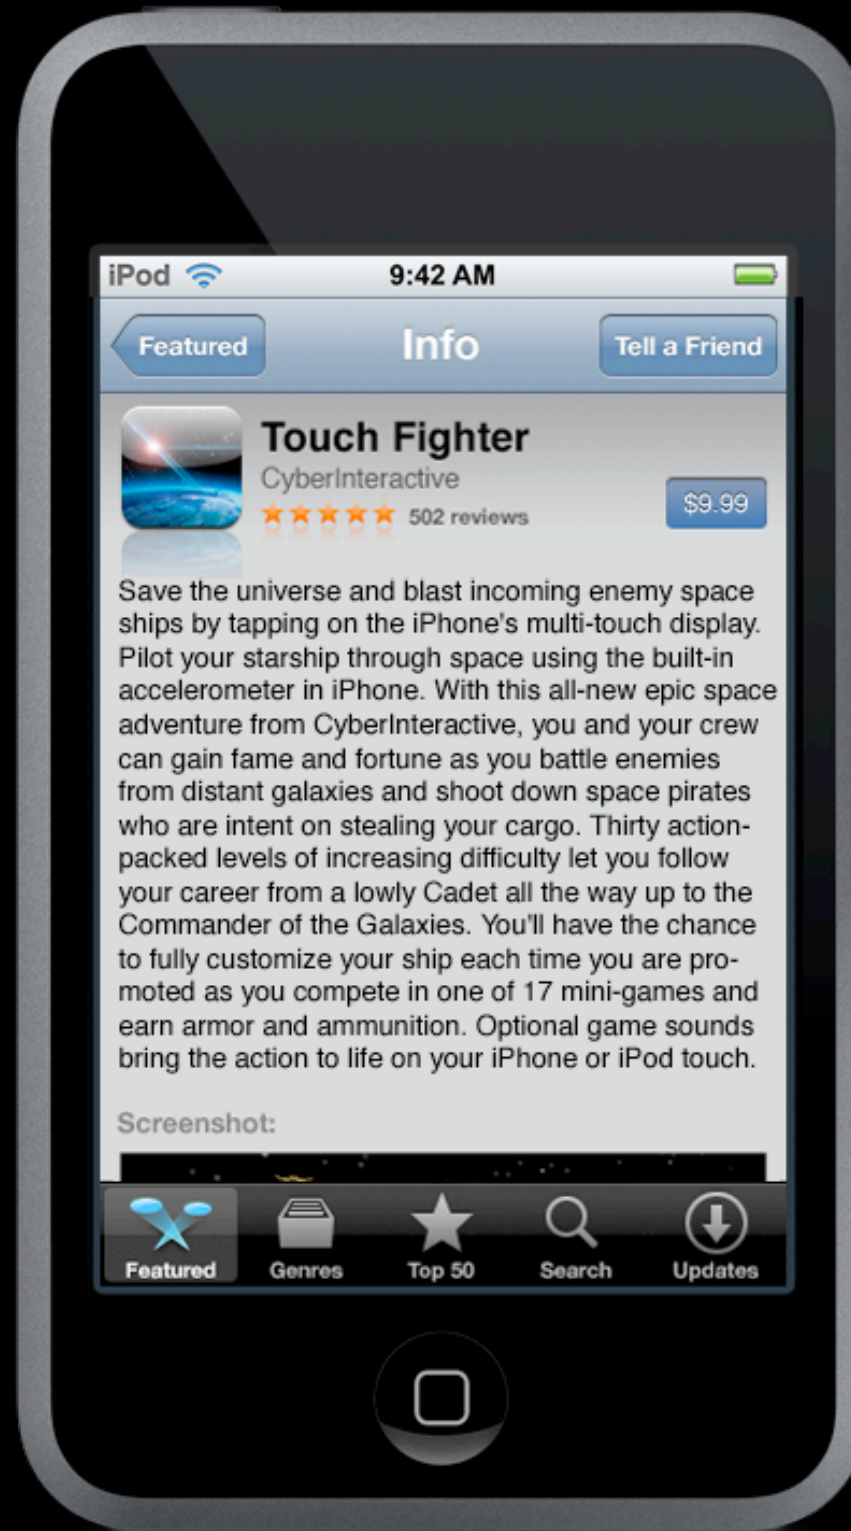 iPod 9:42 AM
Featured Info Tell a Friend
Touch Fighter
CyberInteractive
502 reviews $9.99
Save the universe and blast incoming enemy space
ships by tapping on the iPhone's multi-touch display.
Pilot your starship through space using the built-in
accelerometer in iPhone. With this all-new epic space
adventure from CyberInteractive, you and your crew
can gain fame and fortune as you battle enemies
from distant galaxies and shoot down space pirates
who are intent on stealing your cargo. Thirty action-
packed levels of increasing difficulty let you follow
your career from a lowly Cadet all the way up to the
Commander of the Galaxies. You'll have the chance
to fully customize your ship each time you are pro-
moted as you compete in one of 17 mini-games and
earn armor and ammunition. Optional game sounds
bring the action to life on your iPhone or iPod touch.
Screenshot:
Featured Genres Top 50 Search Updates